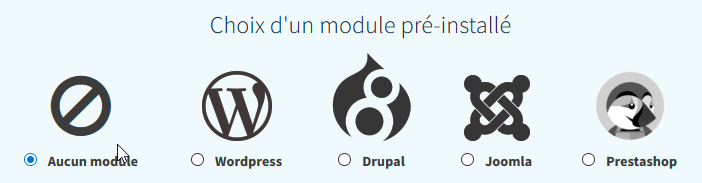 Choix d'un module pré-installé
Aucun module Wordpress Drupal Joomla Prestashop